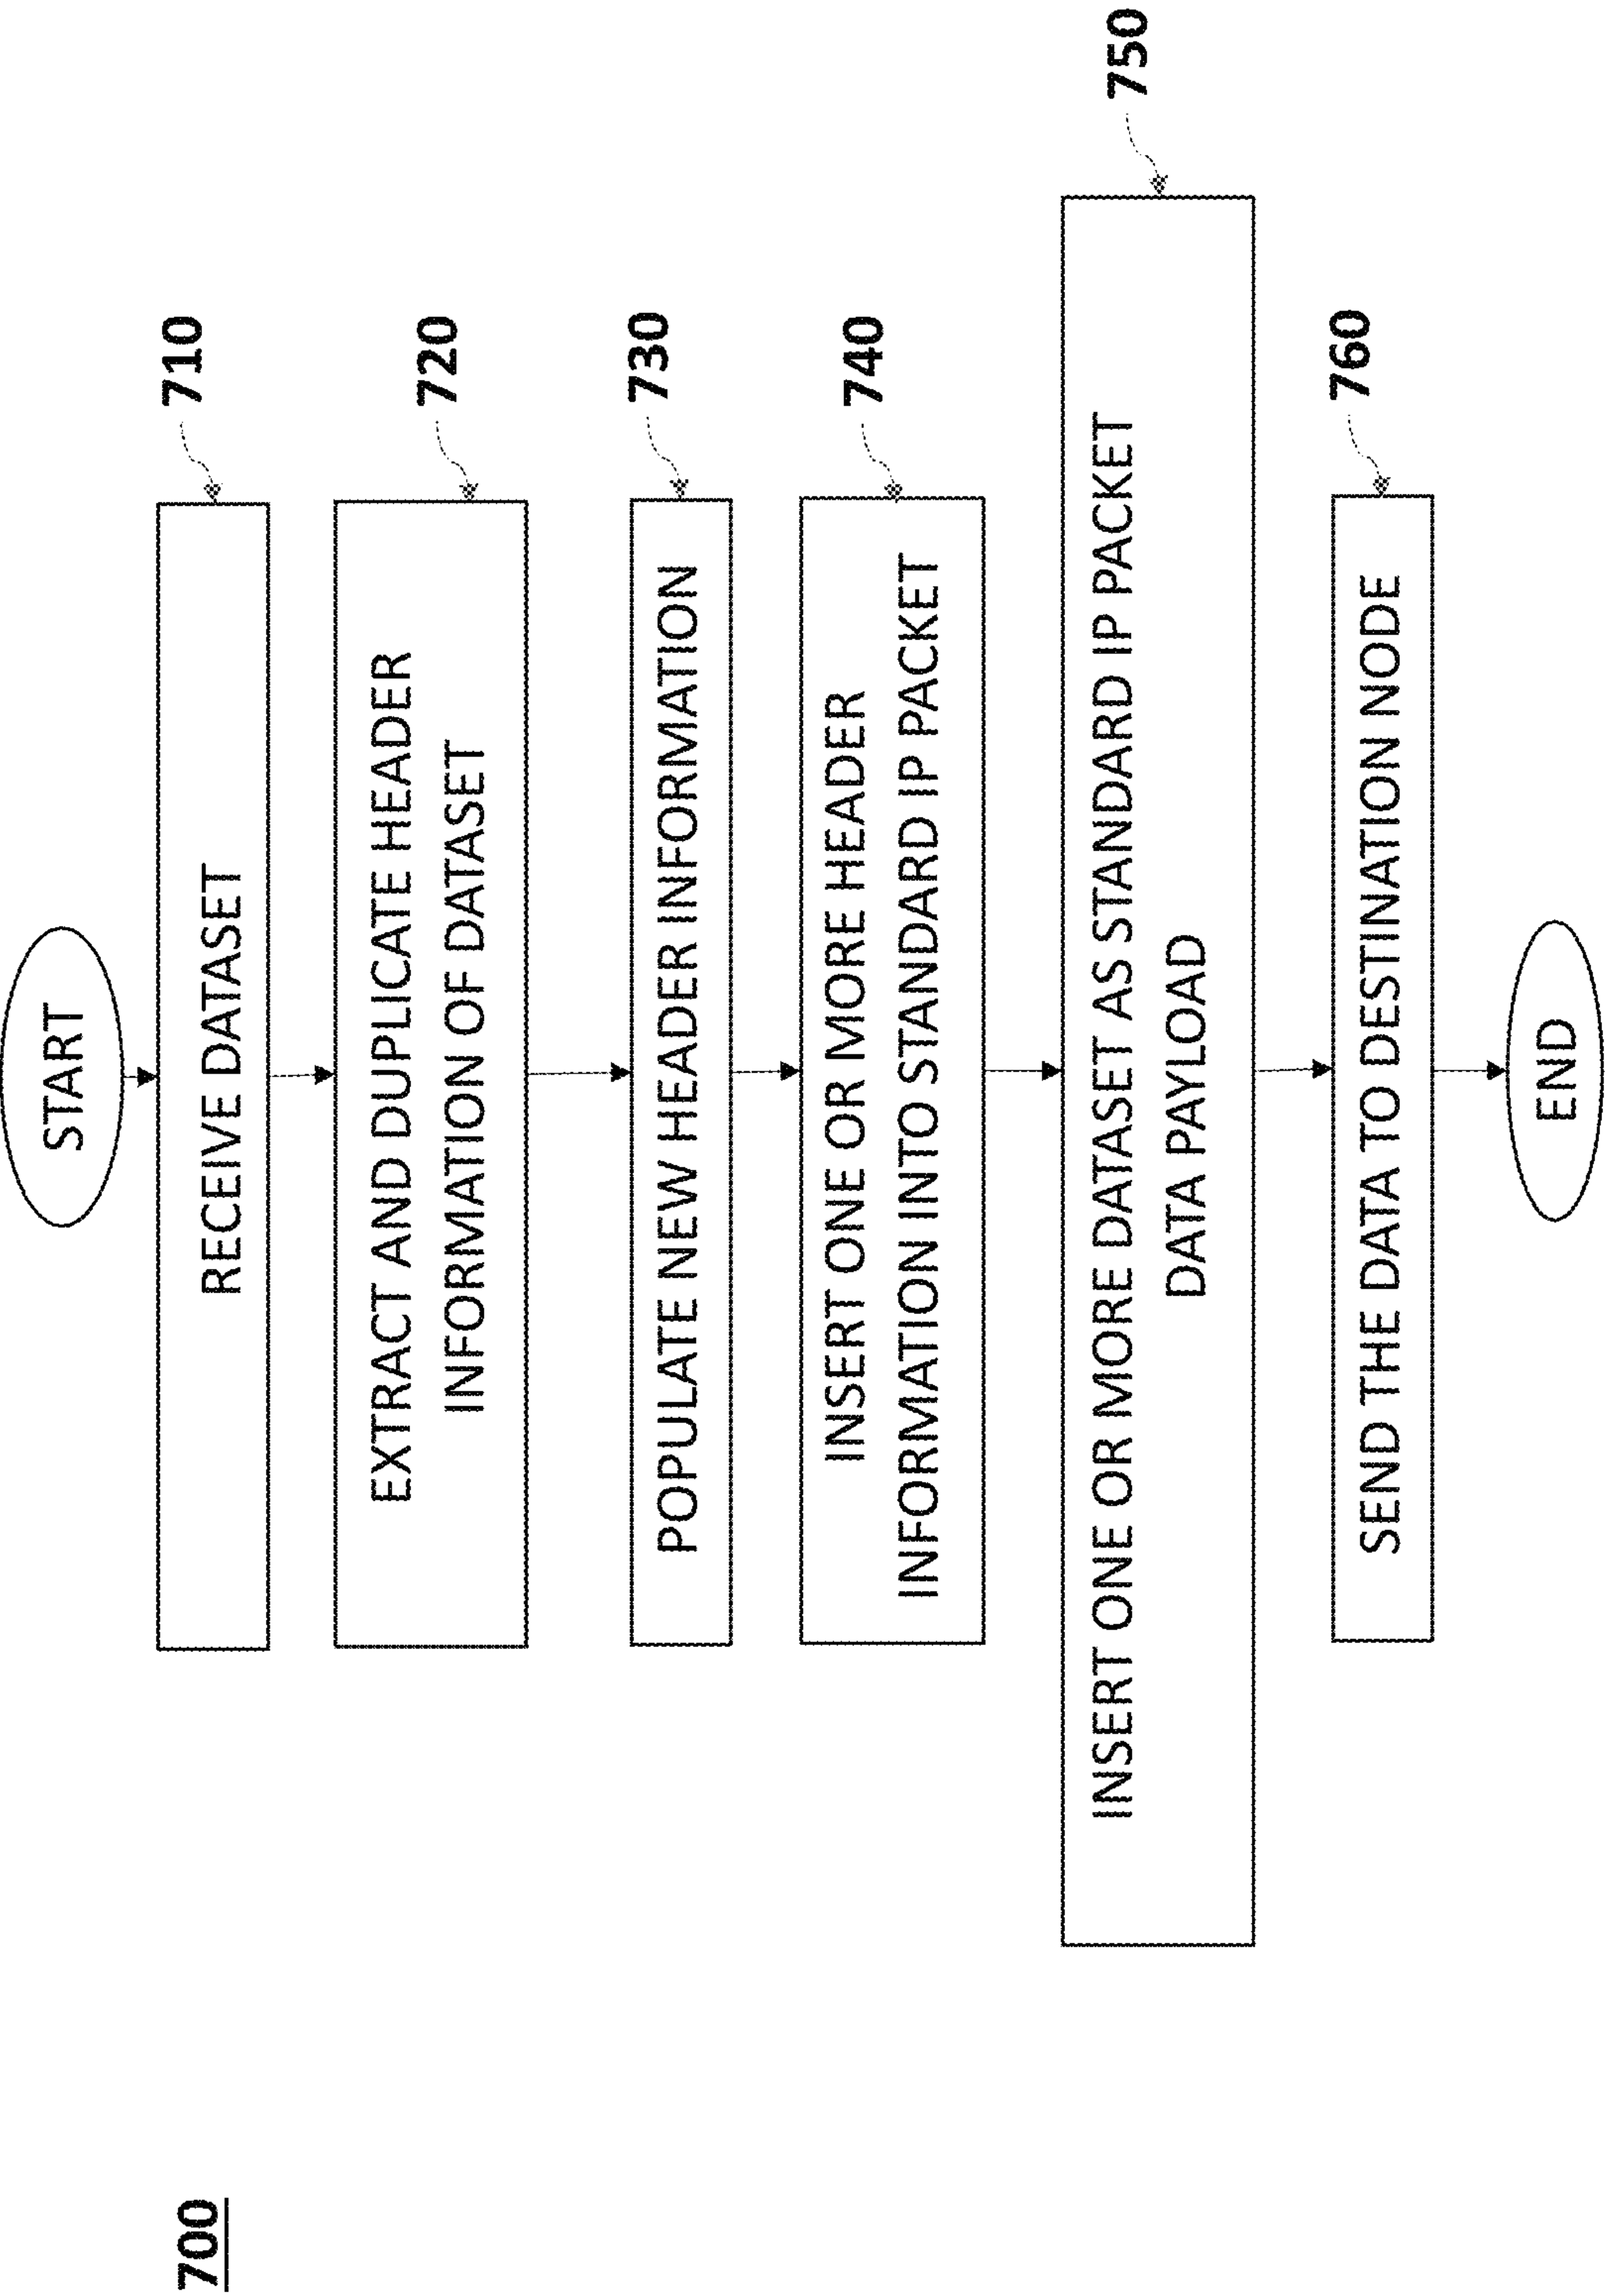 700
START
RECEIVE DATASET
710
EXTRACT AND DUPLICATE HEADER
INFORMATION OF DATASET
720
POPULATE NEW HEADER INFORMATION
730
INSERT ONE OR MORE HEADER
INFORMATION INTO STANDARD IP PACKET
740
INSERT ONE OR MORE DATASET AS STANDARD IP PACKET
DATA PAYLOAD
750
SEND THE DATA TO DESTINATION NODE
760
END